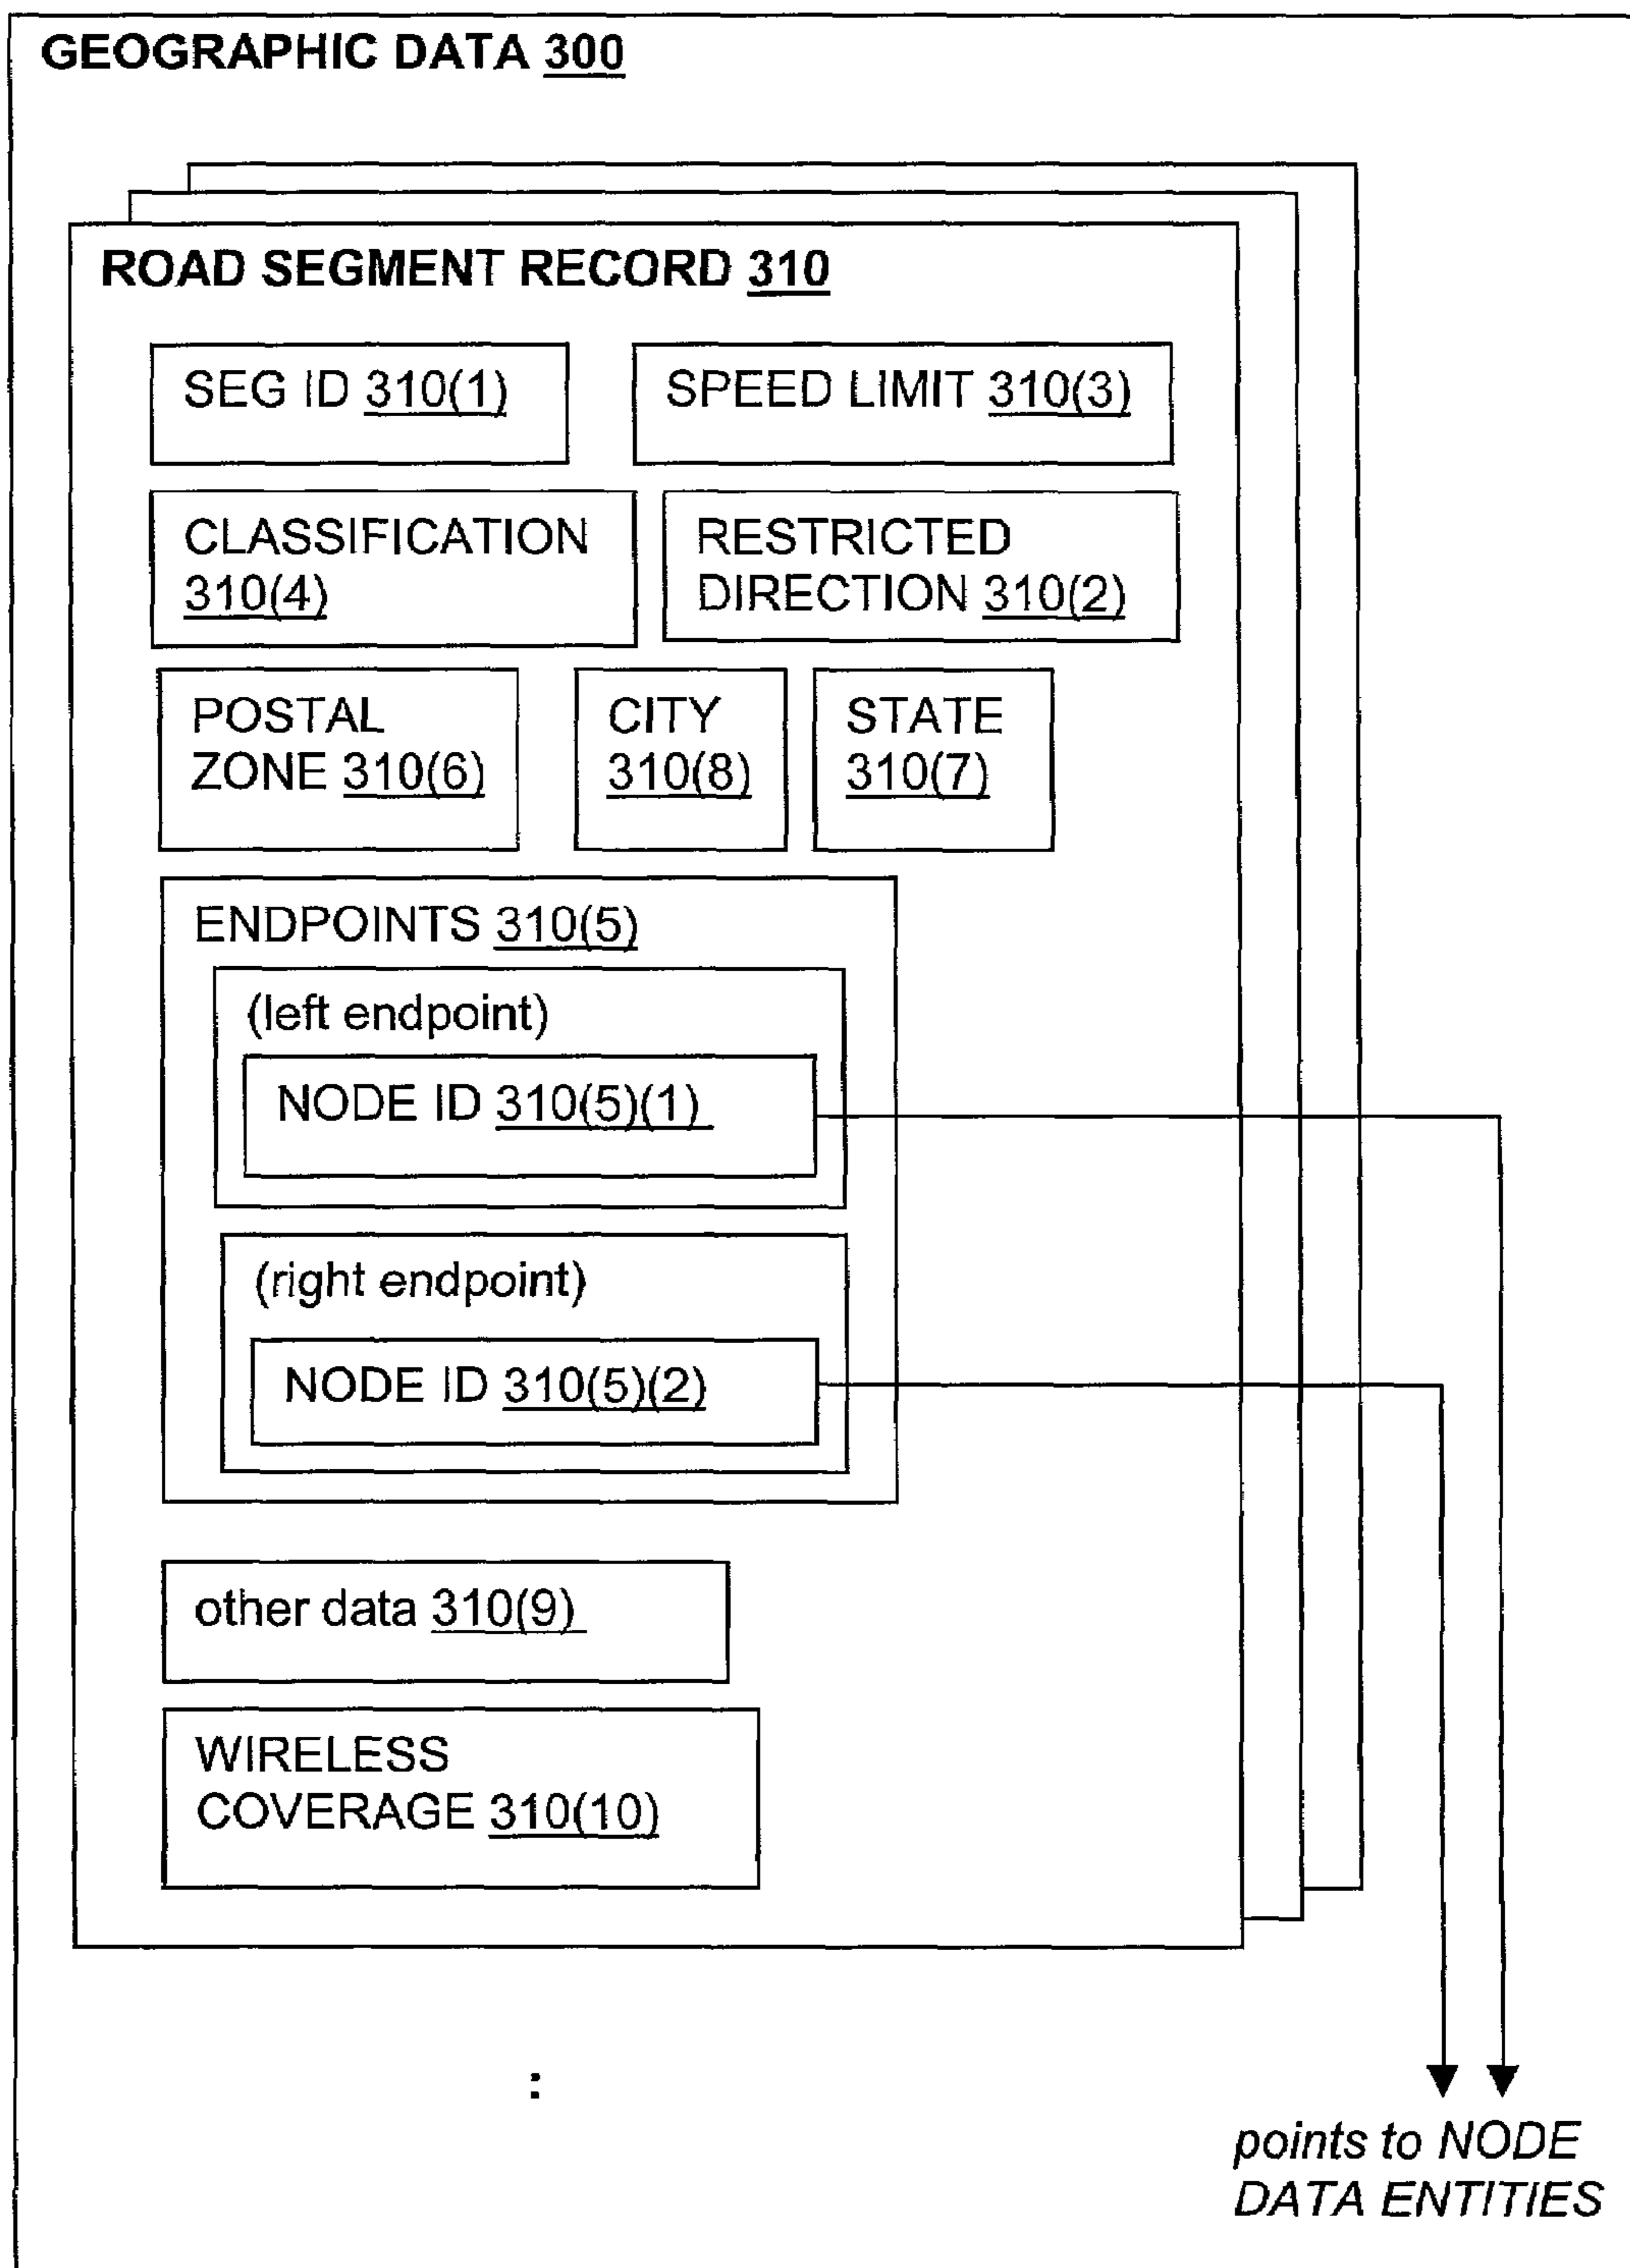 GEOGRAPHIC DATA 300
ROAD SEGMENT RECORD 310
SEG ID 310(1)
SPEED LIMIT 310(3)
CLASSIFICATION
310(4)
RESTRICTED
DIRECTION 310(2)
POSTAL
ZONE 310(6)
CITY
310(8)
STATE
310(7)
ENDPOINTS 310(5)
(left endpoint)
NODE ID 310(5)(1)
(right endpoint)
NODE ID 310(5)(2)
other data 310(9)
WIRELESS
COVERAGE 310(10)
:
points to NODE
DATA ENTITIES